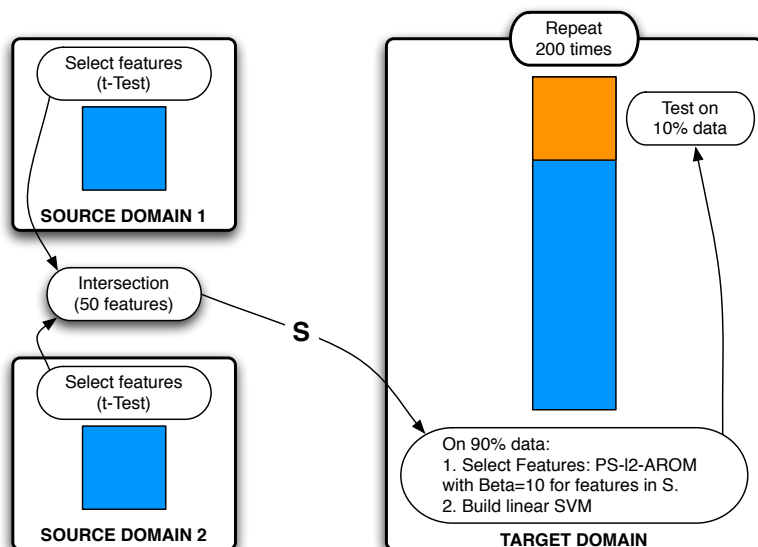 Select features
(t-Test)
SOURCE DOMAIN 1
Intersection
(50 features)
S
Select features
(t-Test)
SOURCE DOMAIN 2
Repeat
200 times
Test on
10% data
On 90% data:
1. Select Features: PS-l2-AROM
with Beta=10 for features in S.
2. Build linear SVM
TARGET DOMAIN